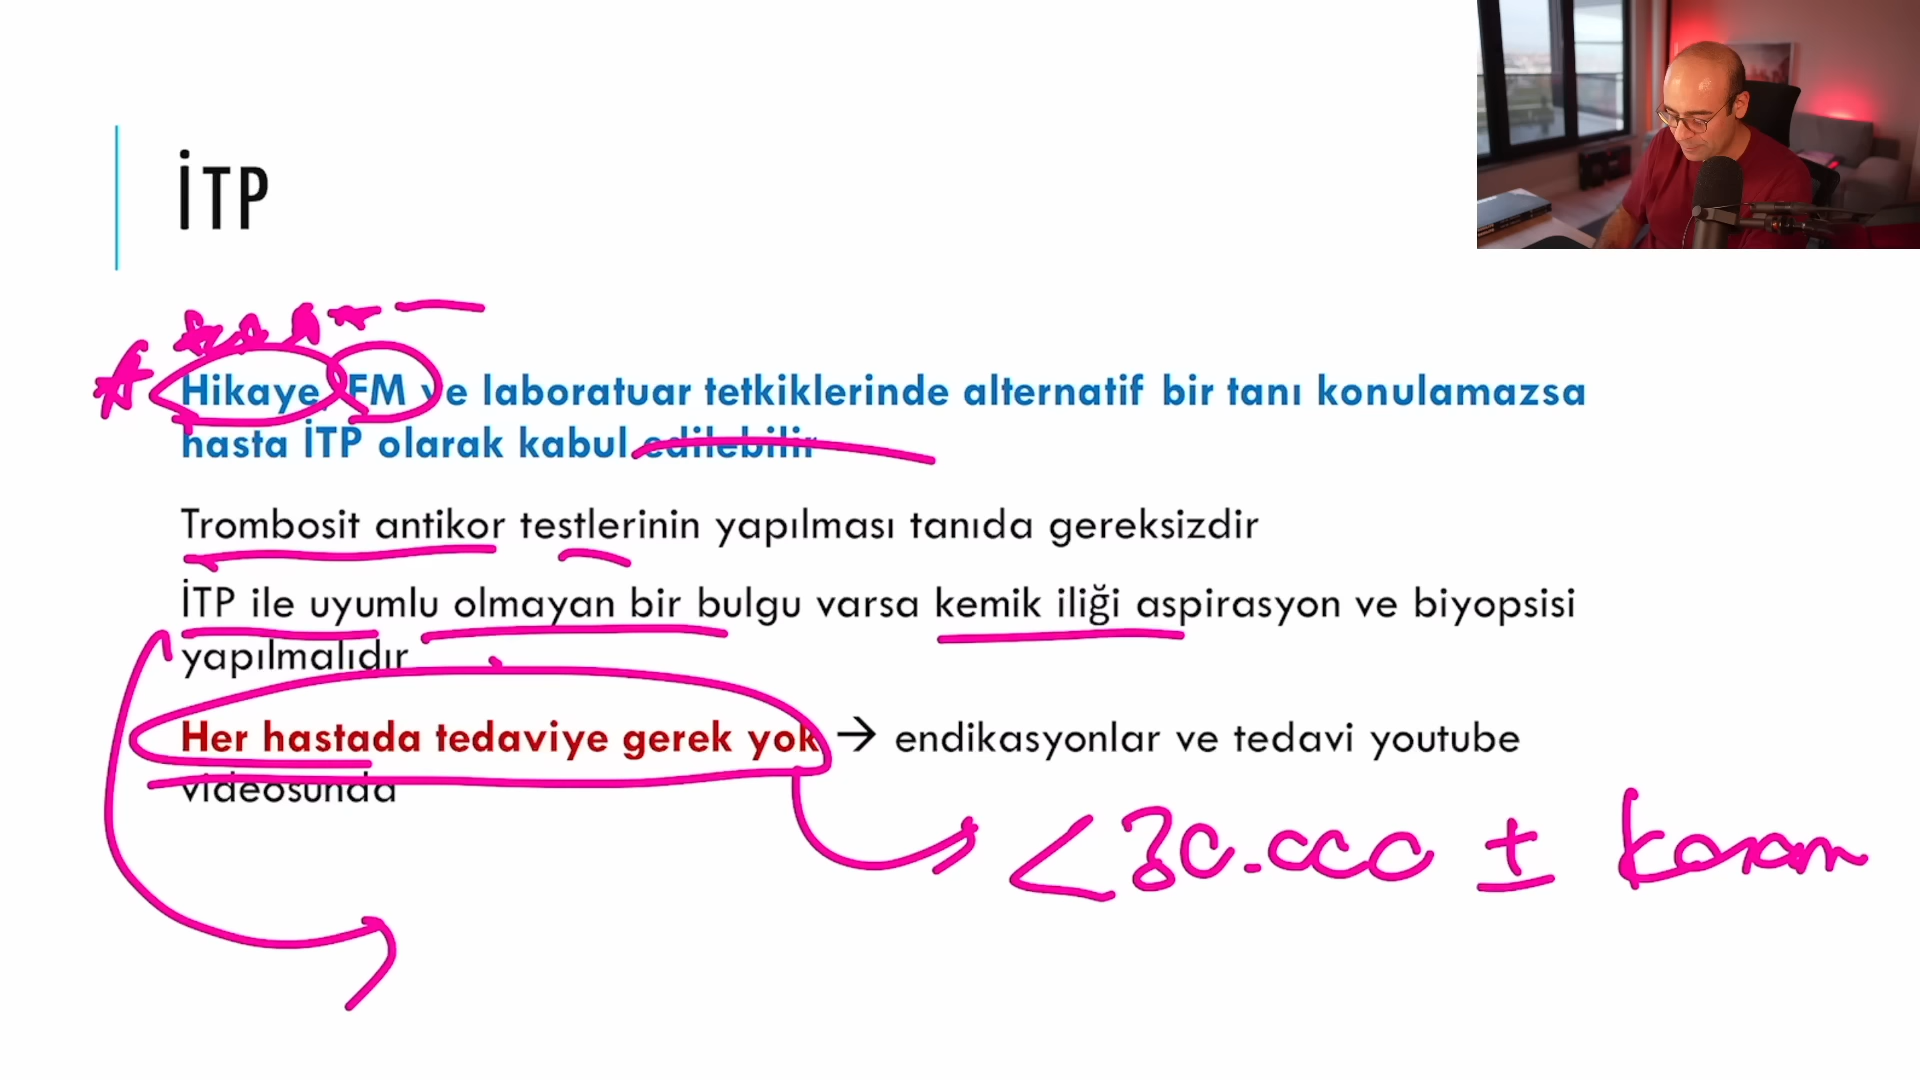 İTP
Hikaye, FM ve laboratuar tetkiklerinde alternatif bir tanı konulamazsa
hasta İTP olarak kabul edilebilir
Trombosit antikor testlerinin yapılması tanıda gereksizdir
İTP ile uyumlu olmayan bir bulgu varsa kemik iliği aspirasyon ve biyopsisi
yapılmalıdır
Her hastada tedaviye gerek yok → endikasyonlar ve tedavi youtube
videosunda
<30.000 ± kanam